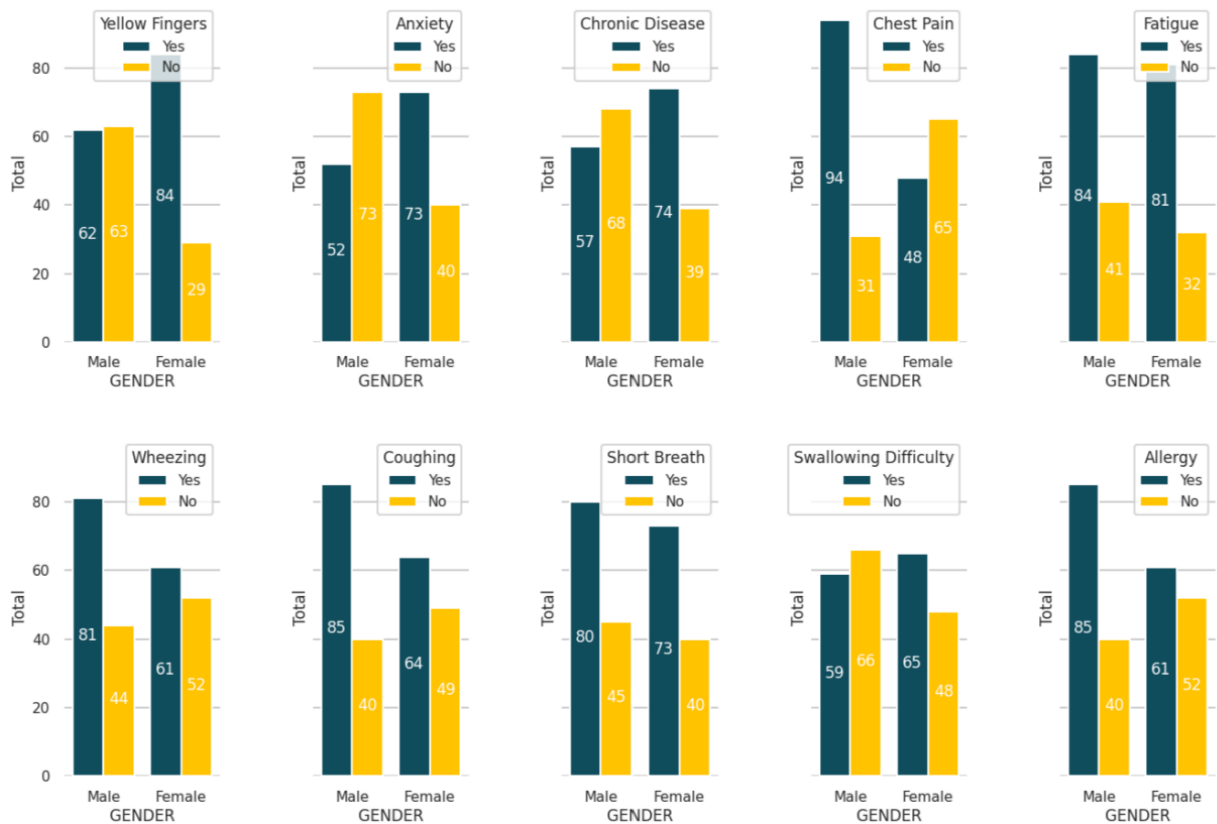 Yellow Fingers
Yes
No
80
60
40
20
0
Total
62
63
84
29
Male
Female
GENDER
Anxiety
Yes
No
Total
52
73
73
40
Male
Female
GENDER
Chronic Disease
Yes
No
Total
57
68
74
39
Male
Female
GENDER
Chest Pain
Yes
No
Total
94
31
48
65
Male
Female
GENDER
Fatigue
Yes
No
Total
84
41
81
32
Male
Female
GENDER
Wheezing
Yes
No
80
60
40
20
0
Total
81
44
61
52
Male
Female
GENDER
Coughing
Yes
No
Total
85
40
64
49
Male
Female
GENDER
Short Breath
Yes
No
Total
80
45
73
40
Male
Female
GENDER
Swallowing Difficulty
Yes
No
Total
59
66
65
48
Male
Female
GENDER
Allergy
Yes
No
Total
85
40
61
52
Male
Female
GENDER